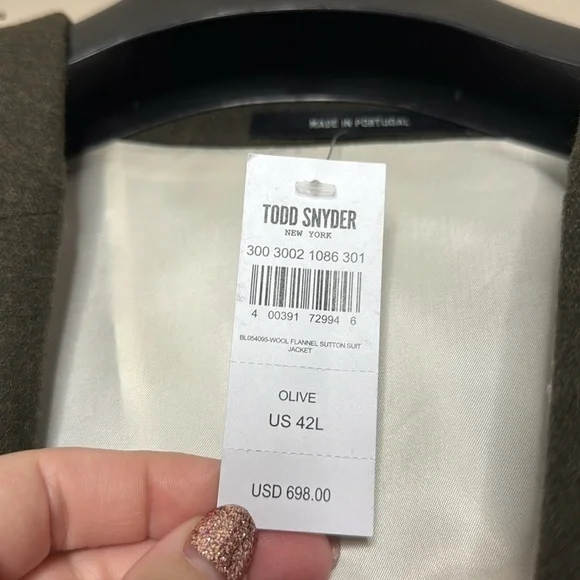 MADE IN PORTUGAL
TODD SNYDER
NEW YORK
300 3002 1086 301
4 00391 72994 6
BL054095-WOOL FLANNEL SUTTON SUIT
JACKET
OLIVE
US 42L
USD 698.00